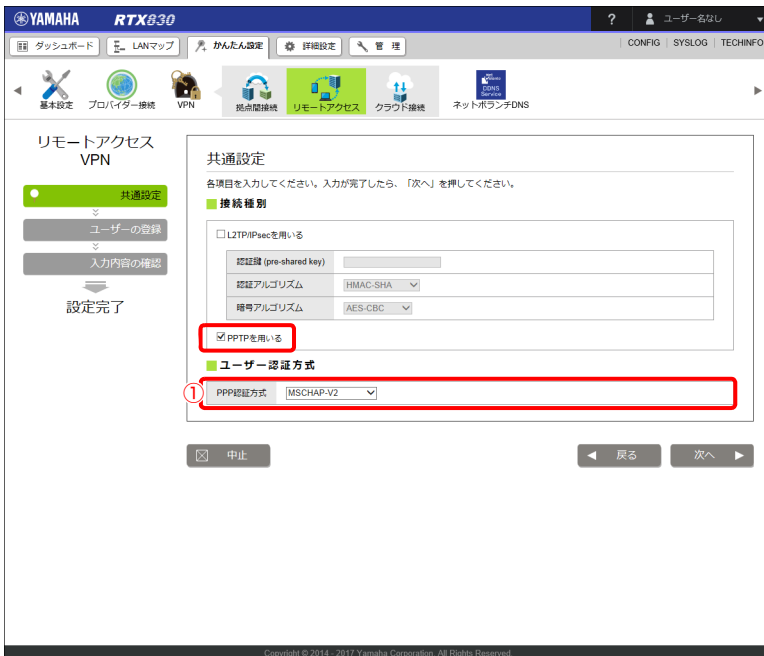 YAMAHA RTX830 ? ユーザー名なし
ダッシュボード LANマップ かんたん設定 詳細設定 管理 CONFIG SYSLOG TECHINFO
基本設定 プロバイダー接続 VPN 拠点間接続 リモートアクセス クラウド接続 ネットボランチDNS
リモートアクセス
VPN
共通設定
ユーザーの登録
入力内容の確認
設定完了
共通設定
各項目を入力してください。入力が完了したら、「次へ」を押してください。
接続種別
L2TP/IPsecを用いる
認証鍵 (pre-shared key)
認証アルゴリズム HMAC-SHA
暗号アルゴリズム AES-CBC
PPTPを用いる
ユーザー認証方式
① PPP認証方式 MSCHAP-V2
中止 戻る 次へ
Copyright © 2014 - 2017 Yamaha Corporation. All Rights Reserved.